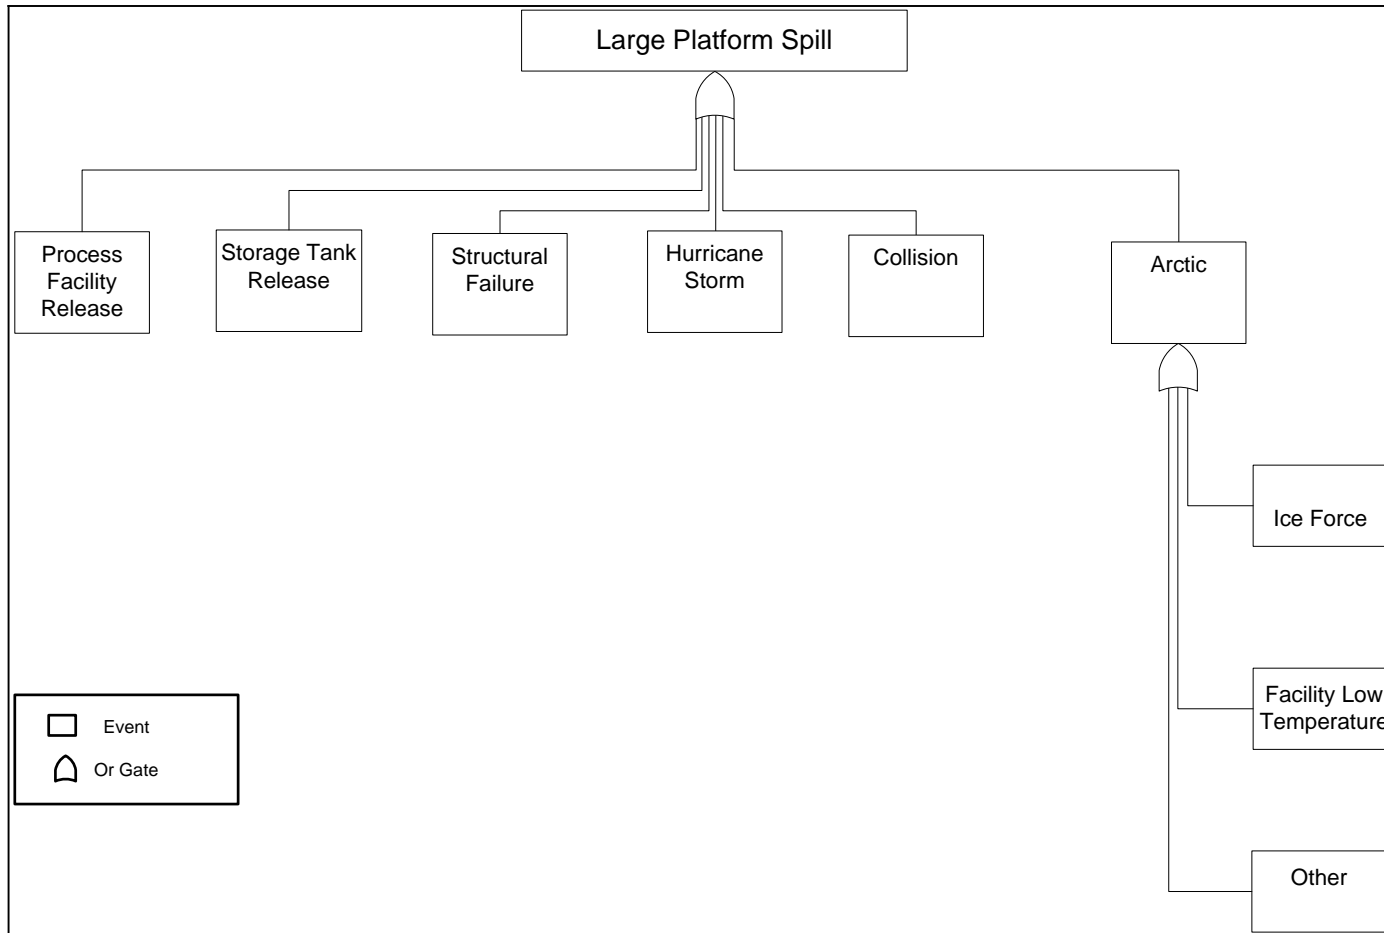 Large Platform Spill
Process
Facility
Release
Storage Tank
Release
Structural
Failure
Hurricane
Storm
Collision
Arctic
Ice Force
Facility Low
Temperature
Other
Event
Or Gate